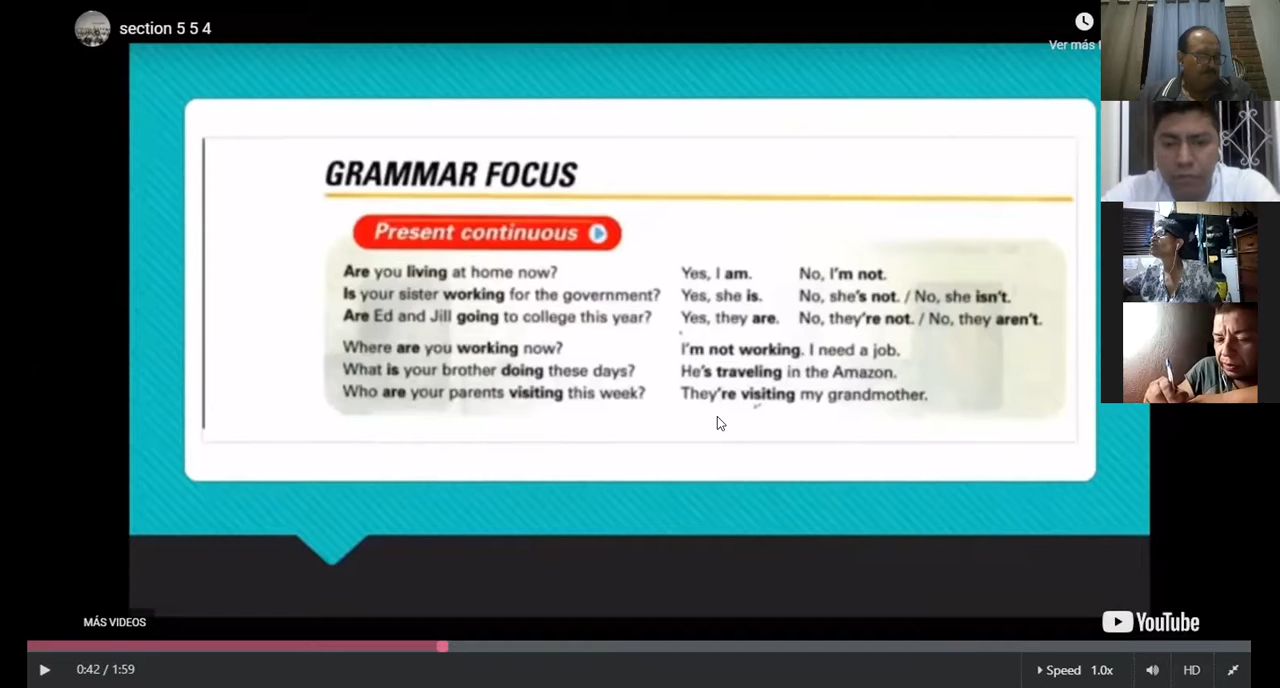 section 5 5 4
Ver más
GRAMMAR FOCUS
Present continuous
Are you living at home now? Yes, I am. No, I'm not.
Is your sister working for the government? Yes, she is. No, she's not. / No, she isn't.
Are Ed and Jill going to college this year? Yes, they are. No, they're not. / No, they aren't.
Where are you working now? I'm not working. I need a job.
What is your brother doing these days? He's traveling in the Amazon.
Who are your parents visiting this week? They're visiting my grandmother.
MÁS VIDEOS
YouTube
0:42 / 1:59
Speed 1.0x
HD